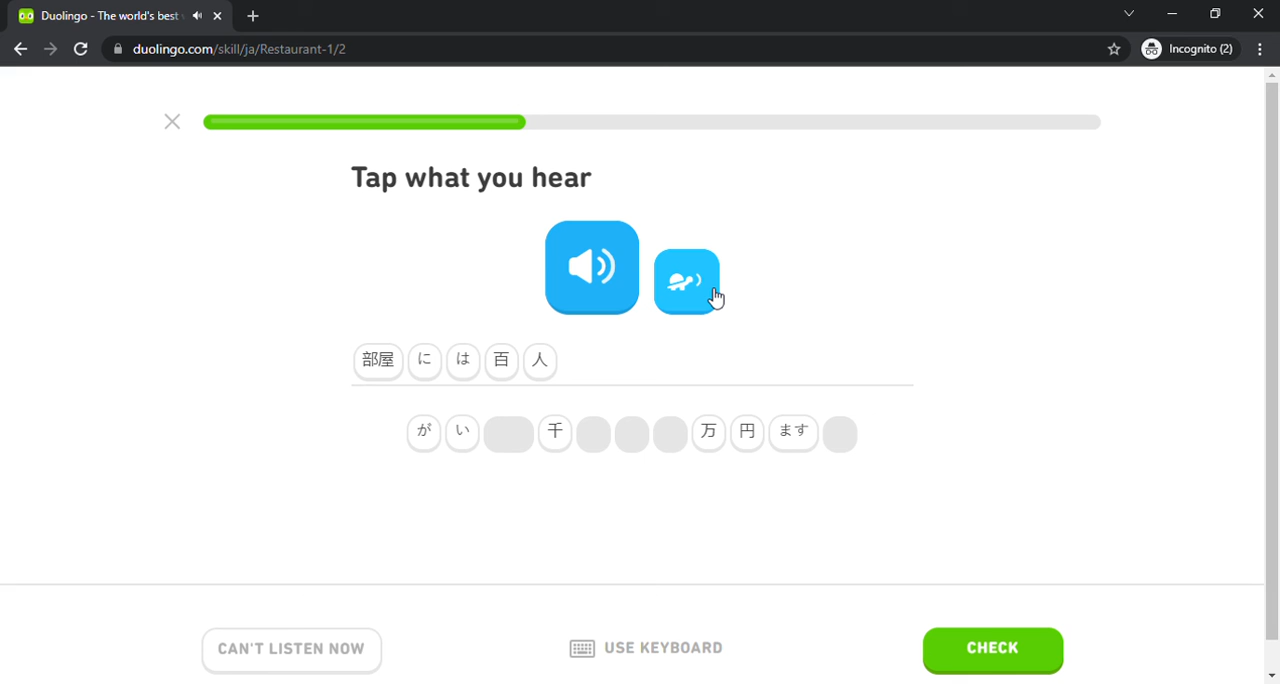 Duolingo - The world's best
duolingo.com/skill/ja/Restaurant-1/2
Incognito (2)
Tap what you hear
部屋 に は 百 人
が い 千 万 円 ます
CAN'T LISTEN NOW
USE KEYBOARD
CHECK